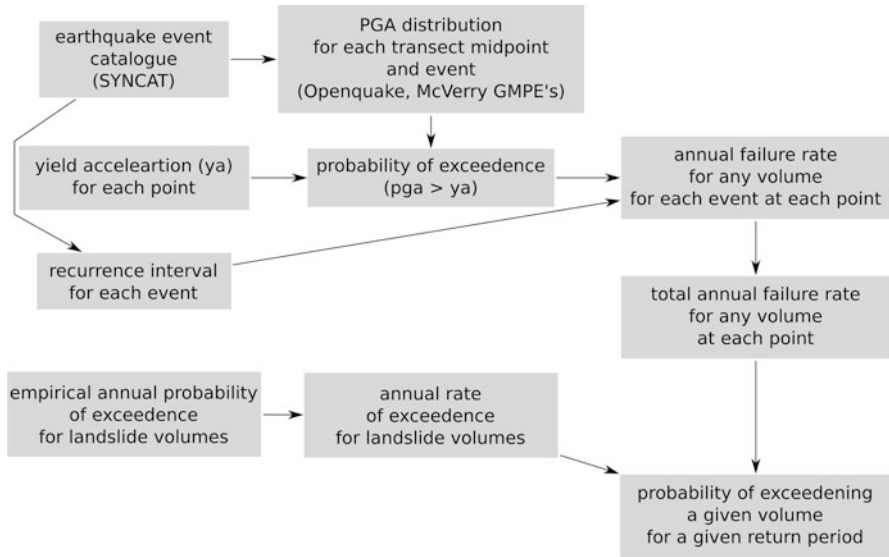 earthquake event
catalogue
(SYNCAT)
PGA distribution
for each transect midpoint
and event
(Openquake, McVerry GMPE's)
yield acceleartion (ya)
for each point
probability of exceedence
(pga > ya)
annual failure rate
for any volume
for each event at each point
recurrence interval
for each event
total annual failure rate
for any volume
at each point
empirical annual probability
of exceedence
for landslide volumes
annual rate
of exceedence
for landslide volumes
probability of exceedening
a given volume
for a given return period